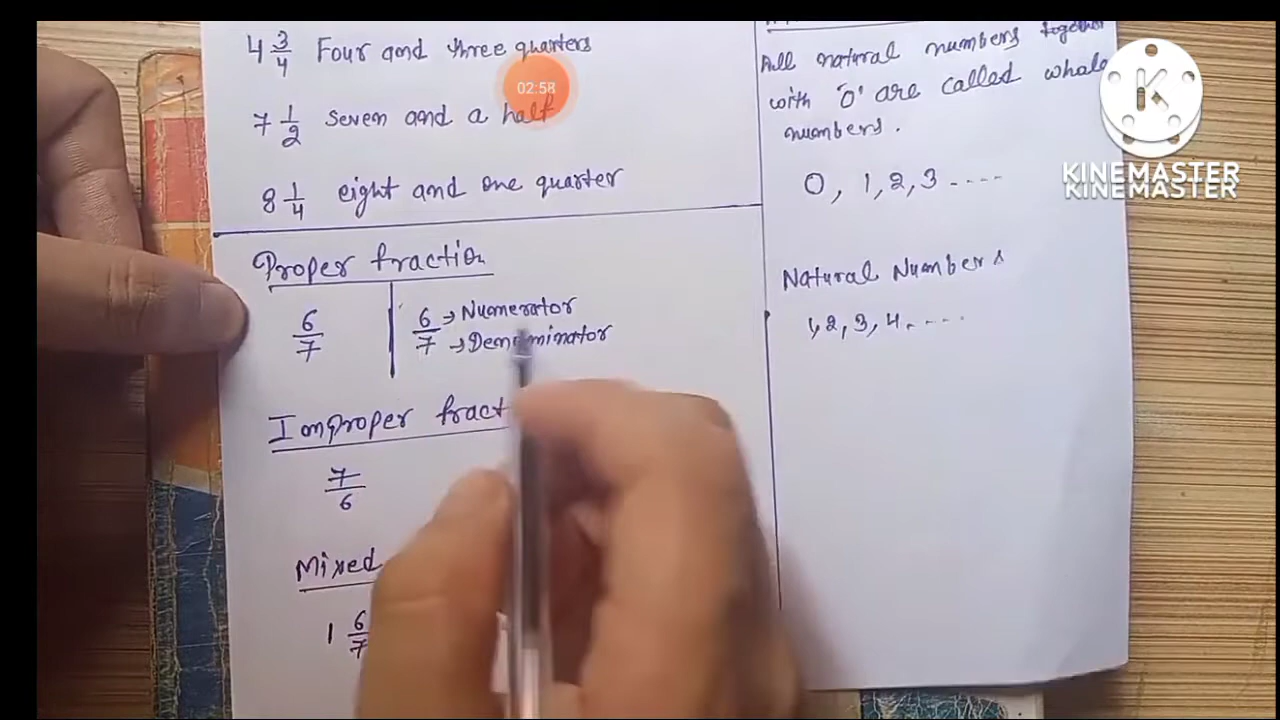 4 3/4 Four and three quarters
02:58
7 1/2 seven and a half
8 1/4 eight and one quarter
Proper fraction
6/7
6/7 → Numerator
→ Denominator
Improper fract
7/6
Mixed
1 6/7
All natural numbers together
with '0' are called whole
numbers.
0, 1, 2, 3 ----
Natural Numbers
1, 2, 3, 4, ----
KINEMASTER
KINEMASTER